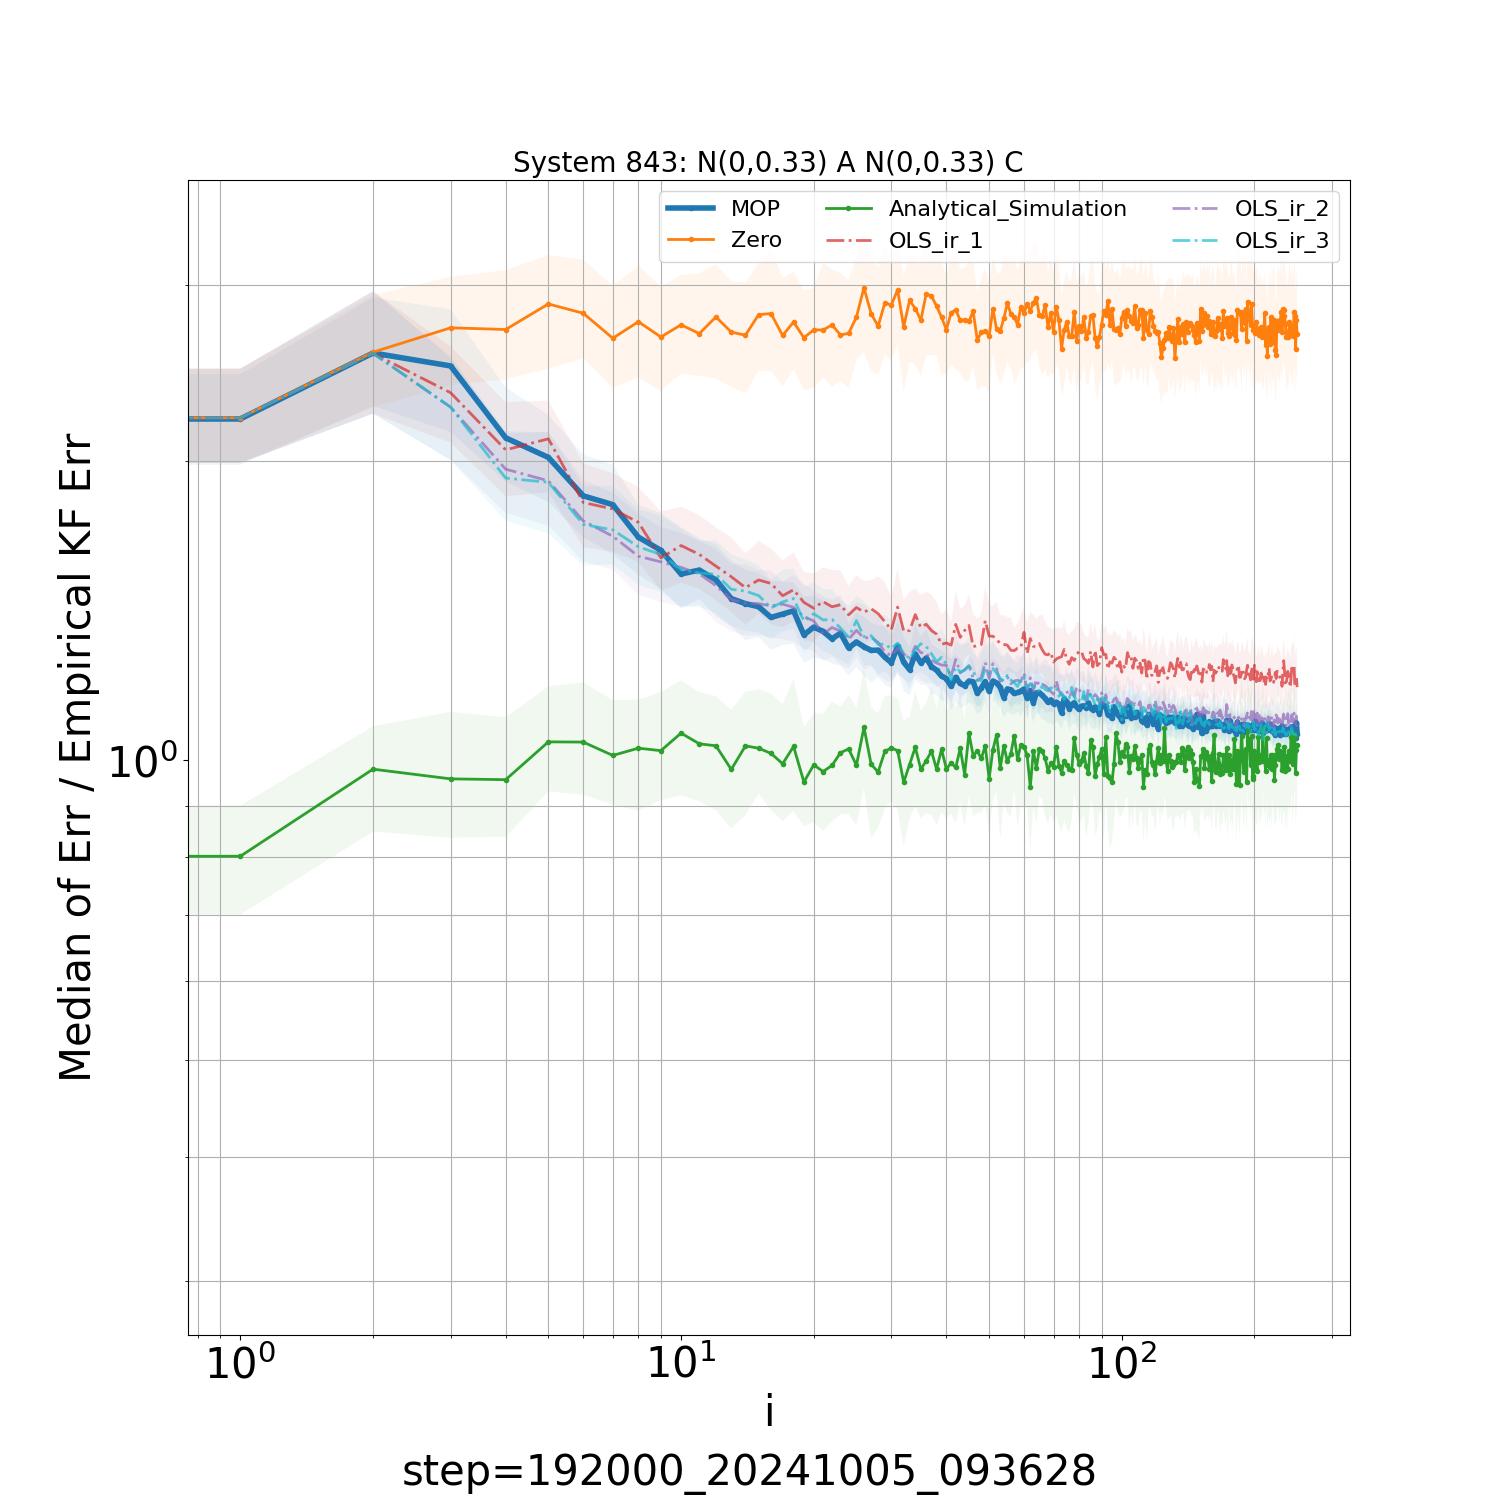 System 843: N(0,0.33) A N(0,0.33) C
MOP
Zero
Analytical_Simulation
OLS_ir_1
OLS_ir_2
OLS_ir_3
Median of Err / Empirical KF Err
10⁰
10⁰ 10¹ 10²
i
step=192000_20241005_093628